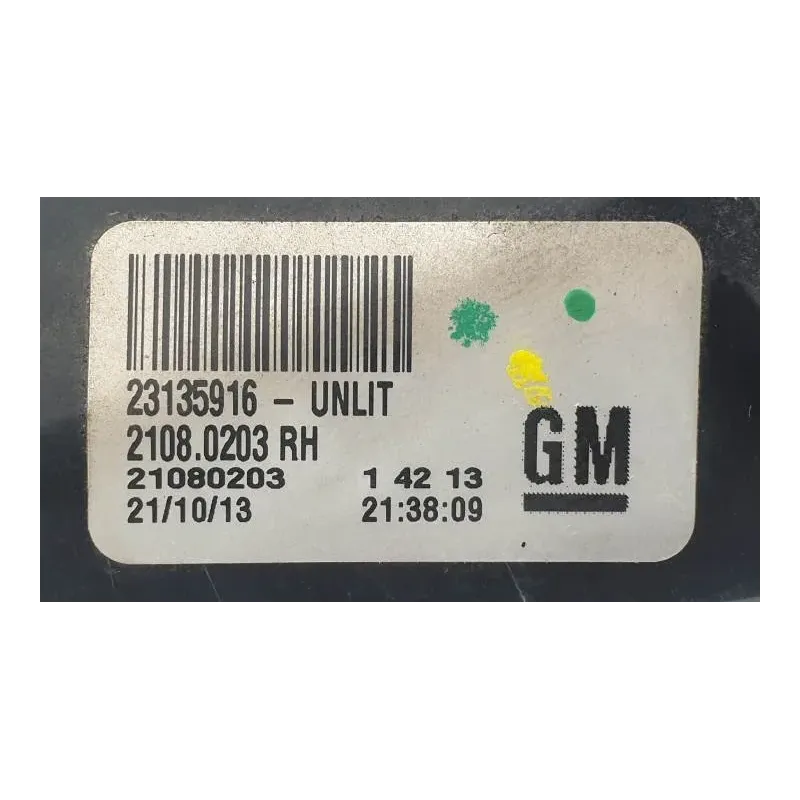 23135916 - UNLIT
2108.0203 RH
21080203 1 42 13
21/10/13 21:38:09
GM